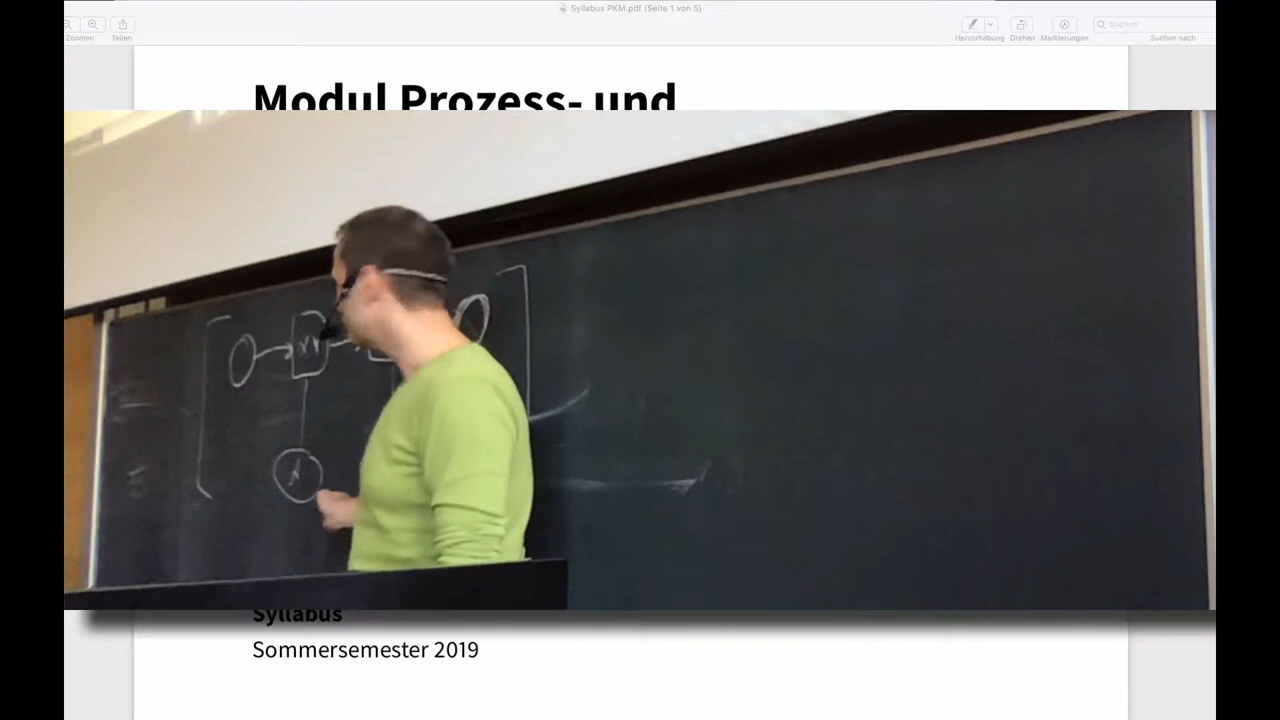 Syllabus PKM.pdf (Seite 1 von 5)
Zoomen
Teilen
Hervorhebung
Drehen
Markierungen
Suchen
Suchen nach
Modul Prozess- und
Syllabus
Sommersemester 2019